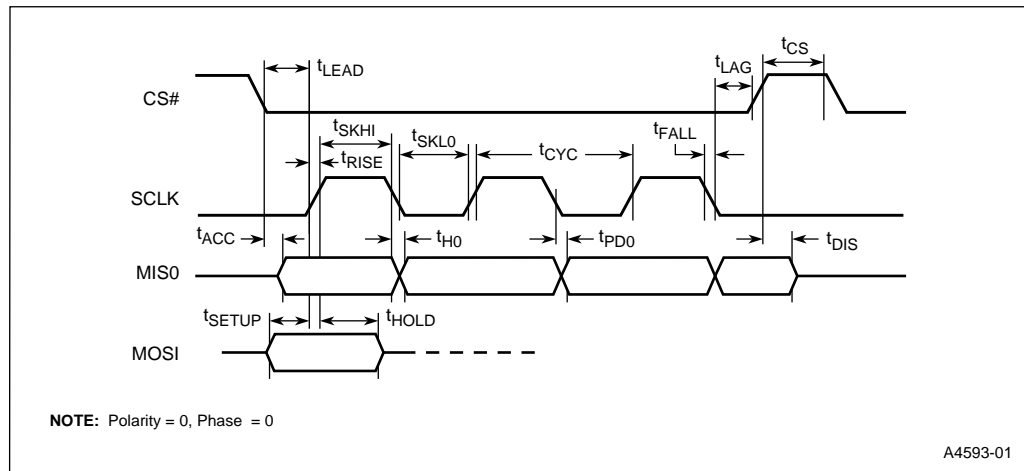 tLEAD
tLAG
tCS
CS#
tSKHI
tSKL0
tCYC
tFALL
tRISE
SCLK
tACC
tH0
tPD0
tDIS
MIS0
tSETUP
tHOLD
MOSI
NOTE: Polarity = 0, Phase = 0
A4593-01